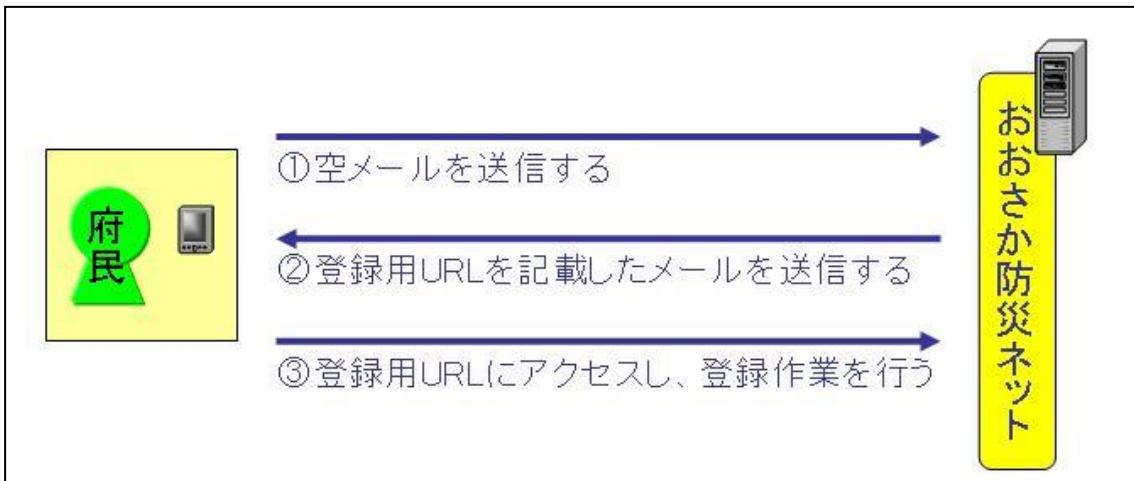 府民
①空メールを送信する
②登録用URLを記載したメールを送信する
③登録用URLにアクセスし、登録作業を行う
おおさか防災ネット